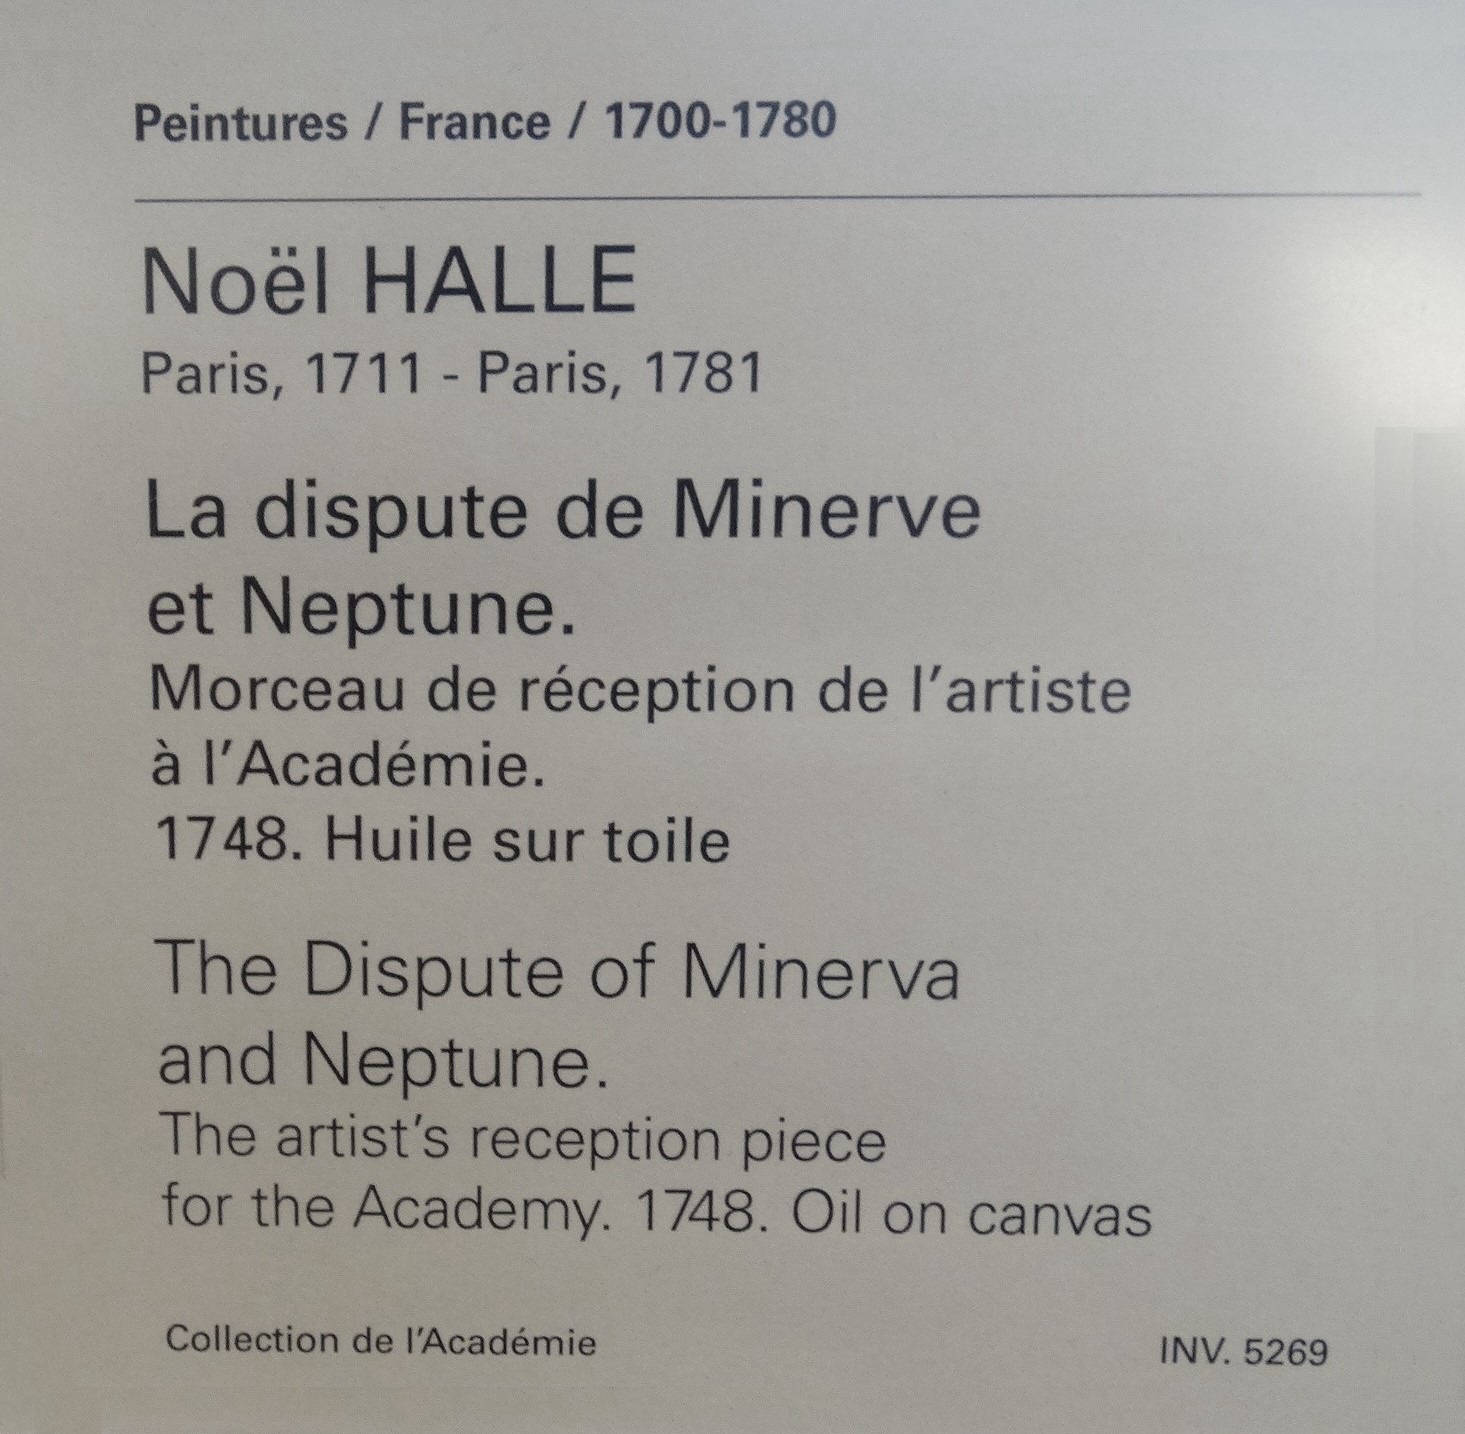 Peintures / France / 1700-1780
Noël HALLE
Paris, 1711 - Paris, 1781
La dispute de Minerve
et Neptune.
Morceau de réception de l'artiste
à l'Académie.
1748. Huile sur toile
The Dispute of Minerva
and Neptune.
The artist's reception piece
for the Academy. 1748. Oil on canvas
Collection de l'Académie
INV. 5269